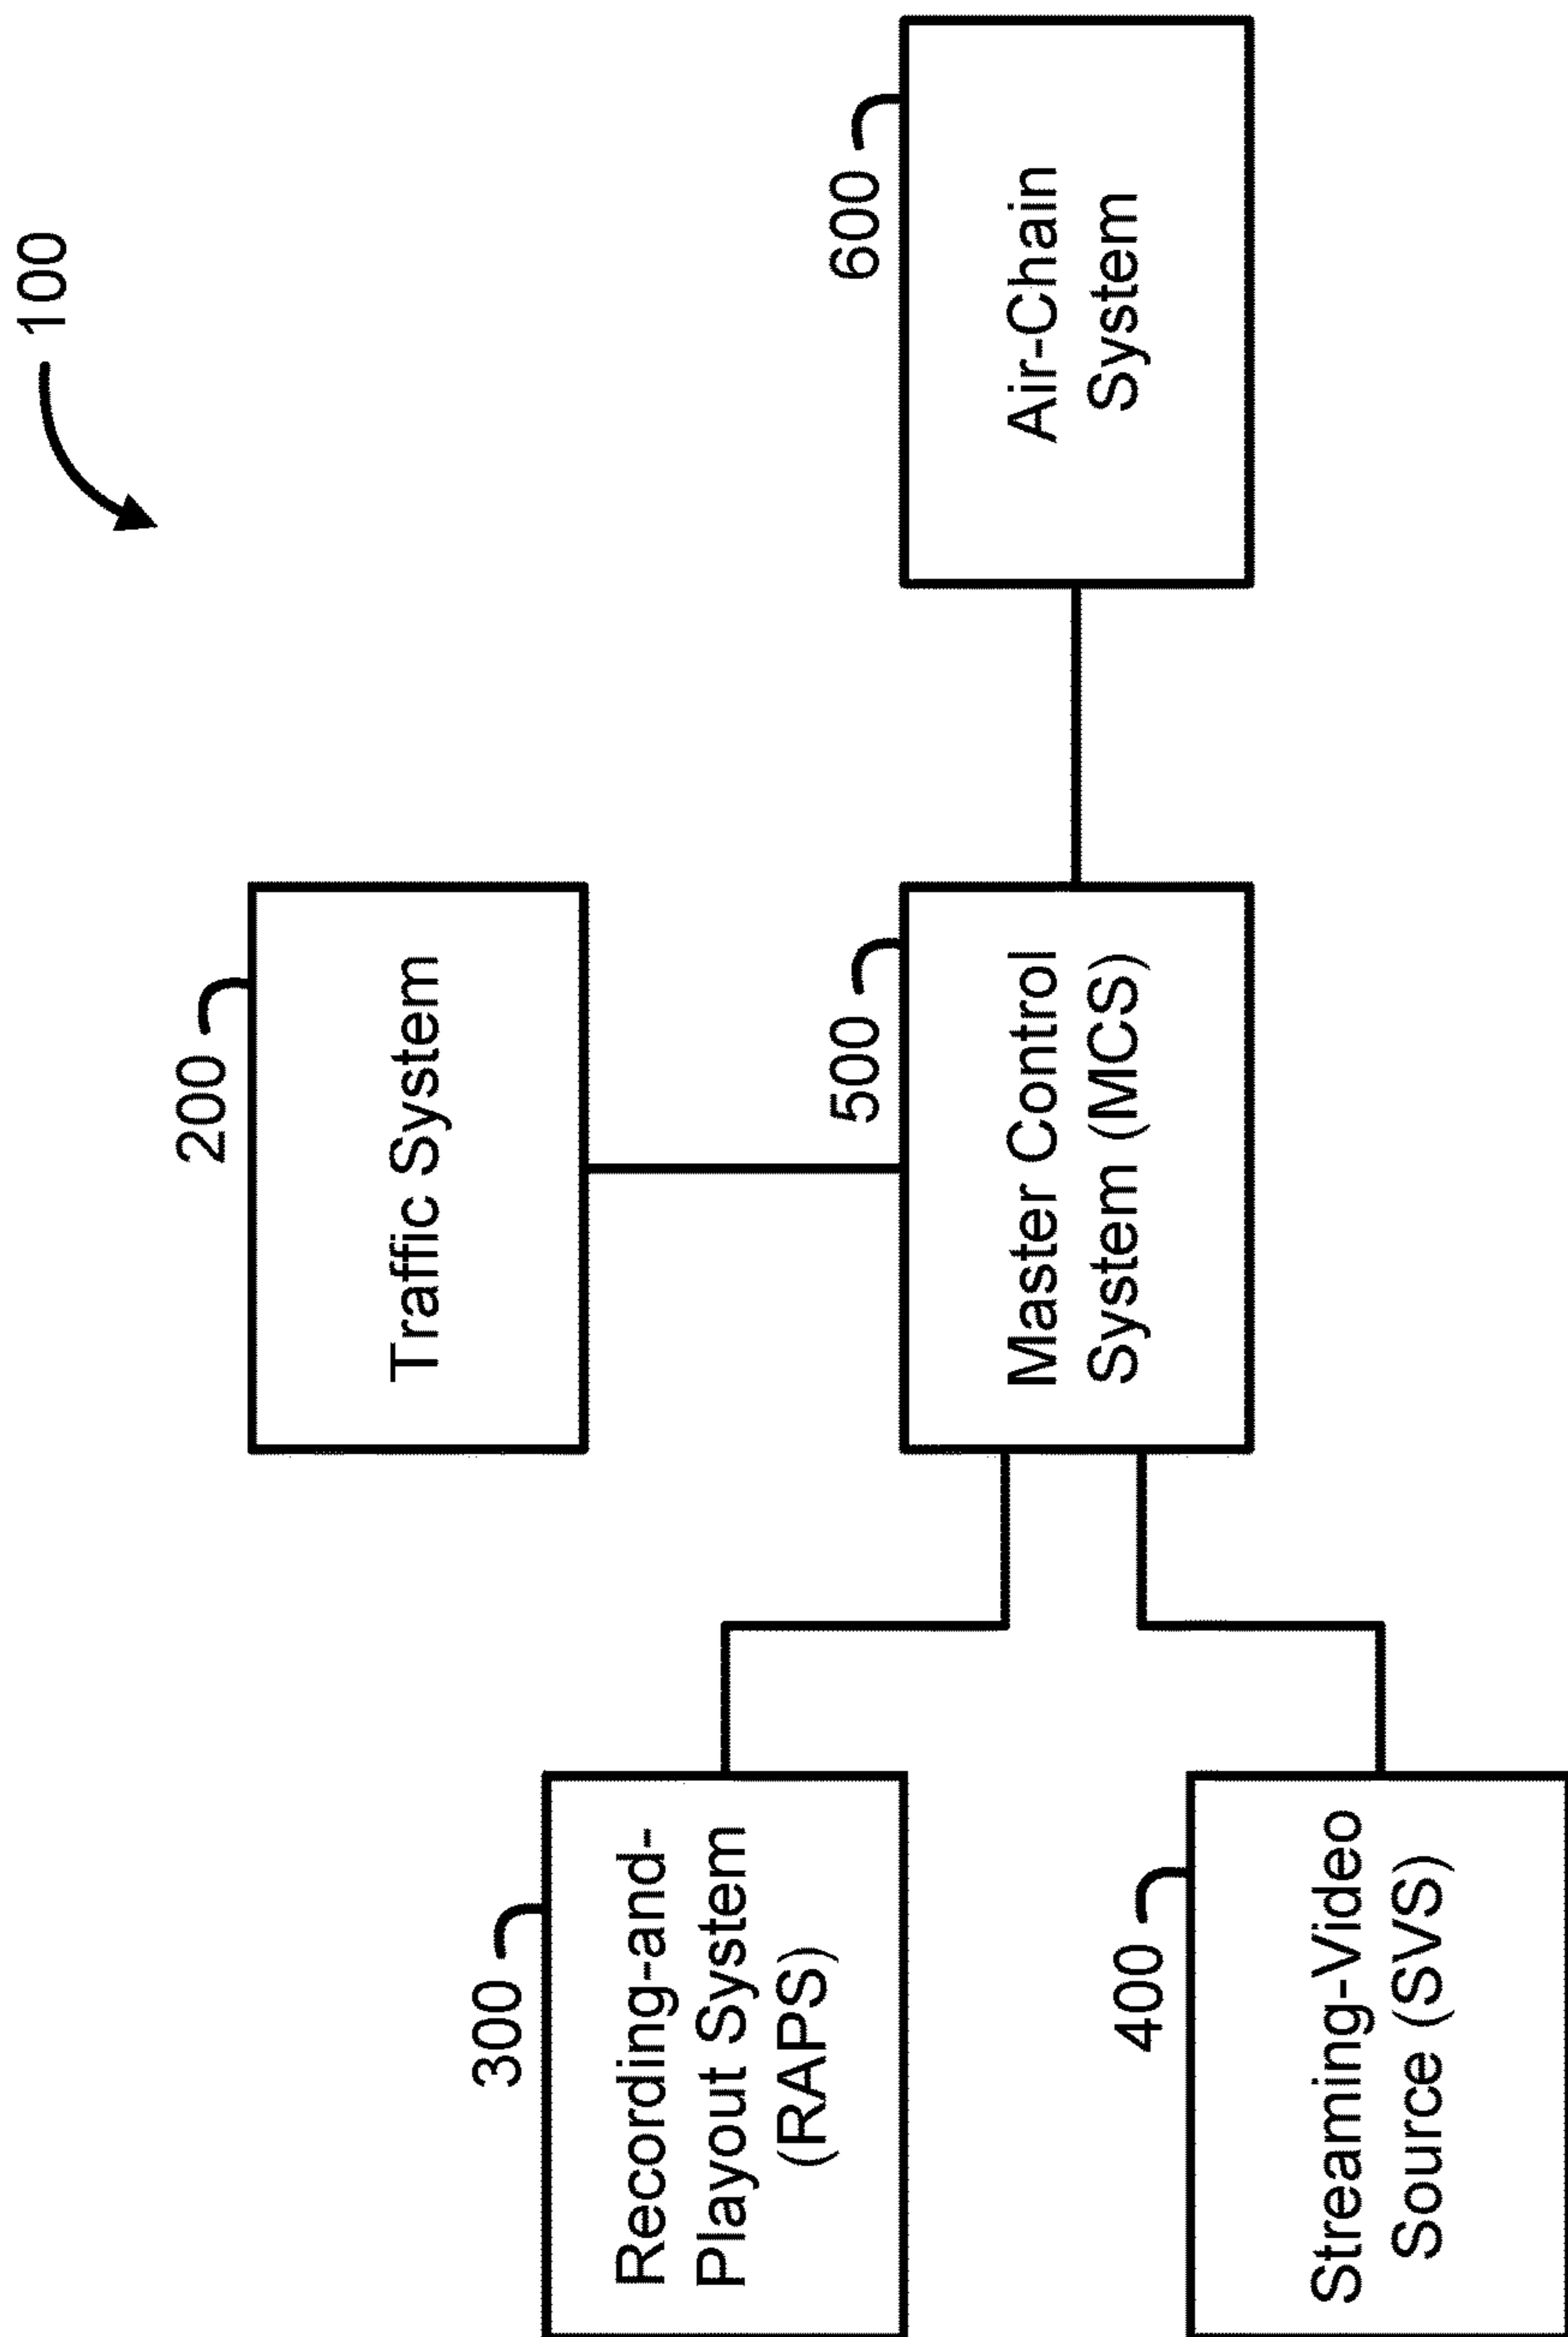 100
200
Traffic System
300
Recording-and-
Playout System
(RAPS)
500
Master Control
System (MCS)
600
Air-Chain
System
400
Streaming-Video
Source (SVS)